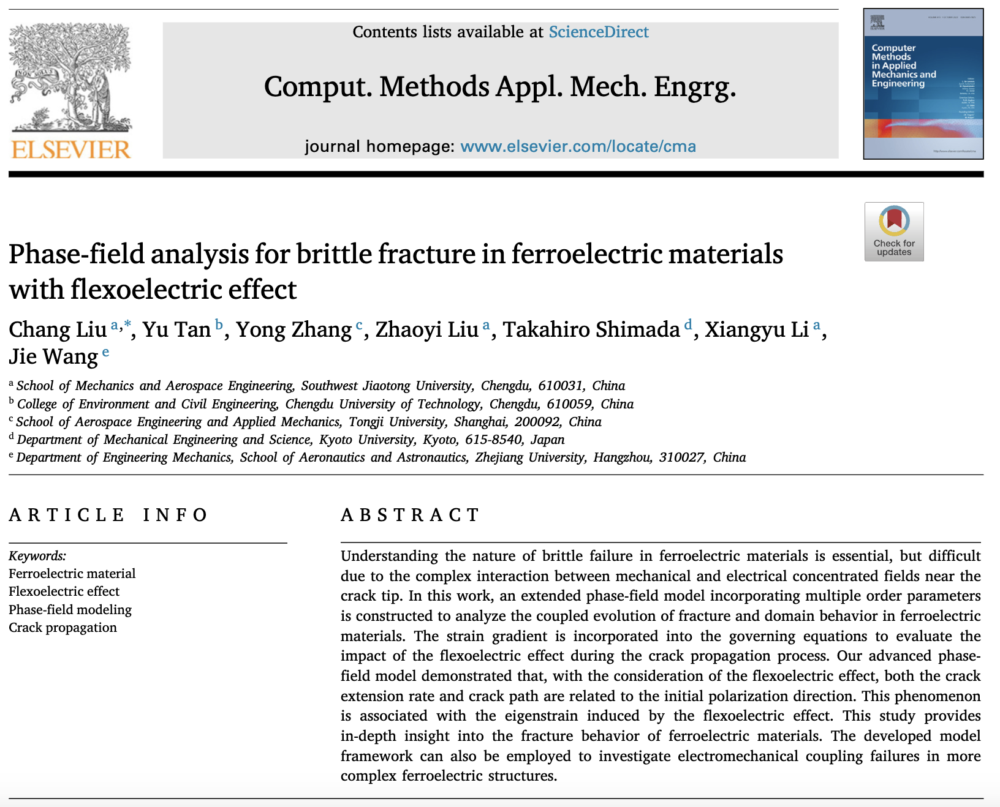 Contents lists available at ScienceDirect
Comput. Methods Appl. Mech. Engrg.
journal homepage: www.elsevier.com/locate/cma
NON SOLUS
ELSEVIER
ELSEVIER
Computer
Methods
in Applied
Mechanics and
Engineering
Check for
updates
Phase-field analysis for brittle fracture in ferroelectric materials
with flexoelectric effect
Chang Liu a,*, Yu Tan b, Yong Zhang c, Zhaoyi Liu a, Takahiro Shimada d, Xiangyu Li a,
Jie Wang e
a School of Mechanics and Aerospace Engineering, Southwest Jiaotong University, Chengdu, 610031, China
b College of Environment and Civil Engineering, Chengdu University of Technology, Chengdu, 610059, China
c School of Aerospace Engineering and Applied Mechanics, Tongji University, Shanghai, 200092, China
d Department of Mechanical Engineering and Science, Kyoto University, Kyoto, 615-8540, Japan
e Department of Engineering Mechanics, School of Aeronautics and Astronautics, Zhejiang University, Hangzhou, 310027, China
ARTICLE INFO
Keywords:
Ferroelectric material
Flexoelectric effect
Phase-field modeling
Crack propagation
ABSTRACT
Understanding the nature of brittle failure in ferroelectric materials is essential, but difficult
due to the complex interaction between mechanical and electrical concentrated fields near the
crack tip. In this work, an extended phase-field model incorporating multiple order parameters
is constructed to analyze the coupled evolution of fracture and domain behavior in ferroelectric
materials. The strain gradient is incorporated into the governing equations to evaluate the
impact of the flexoelectric effect during the crack propagation process. Our advanced phase-
field model demonstrated that, with the consideration of the flexoelectric effect, both the crack
extension rate and crack path are related to the initial polarization direction. This phenomenon
is associated with the eigenstrain induced by the flexoelectric effect. This study provides
in-depth insight into the fracture behavior of ferroelectric materials. The developed model
framework can also be employed to investigate electromechanical coupling failures in more
complex ferroelectric structures.